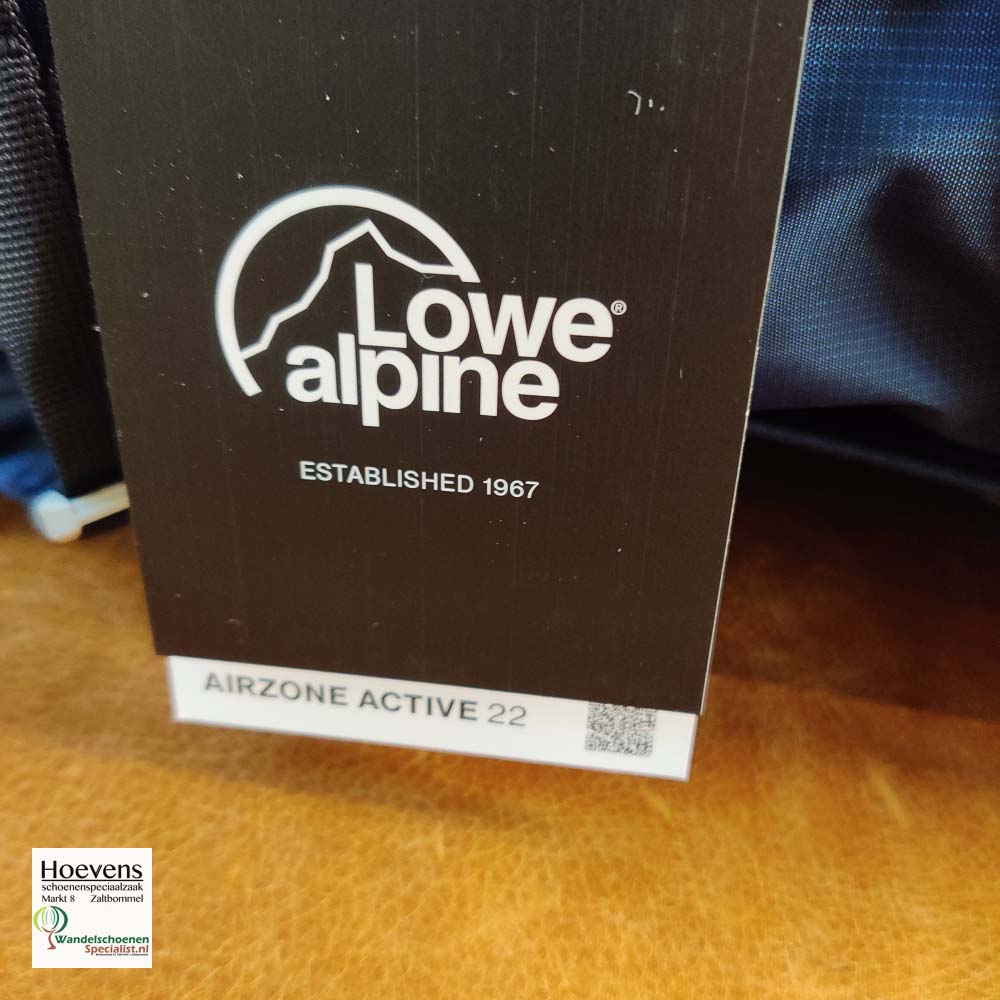 Lowe®
alpine
ESTABLISHED 1967
AIRZONE ACTIVE 22
Hoevens
schoenenspeciaalzaak
Markt 8 Zaltbommel
Wandelschoenen
Specialist.nl